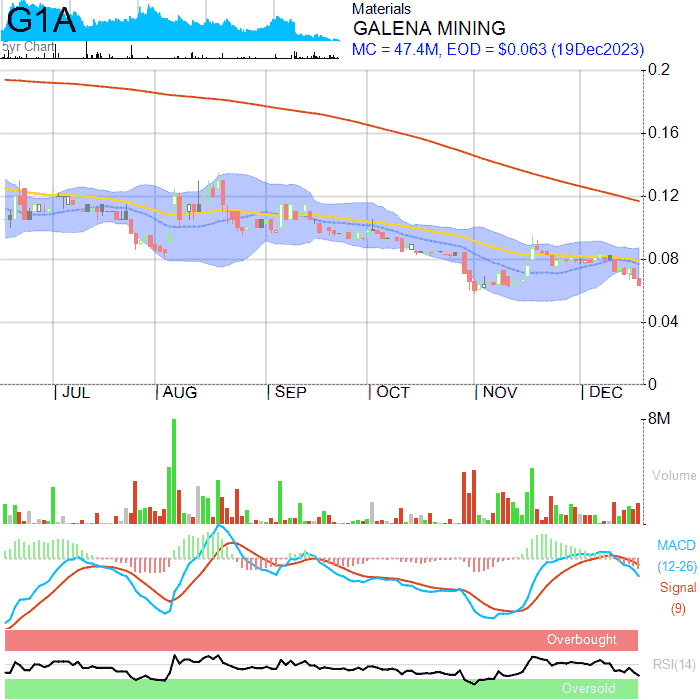 G1A
5yr Chart
Materials
GALENA MINING
MC = 47.4M, EOD = $0.063 (19Dec2023)
0.2
0.16
0.12
0.08
0.04
0
JUL AUG SEP OCT NOV DEC
8M
Volume
MACD
(12-26)
Signal
(9)
Overbought
RSI(14)
Oversold